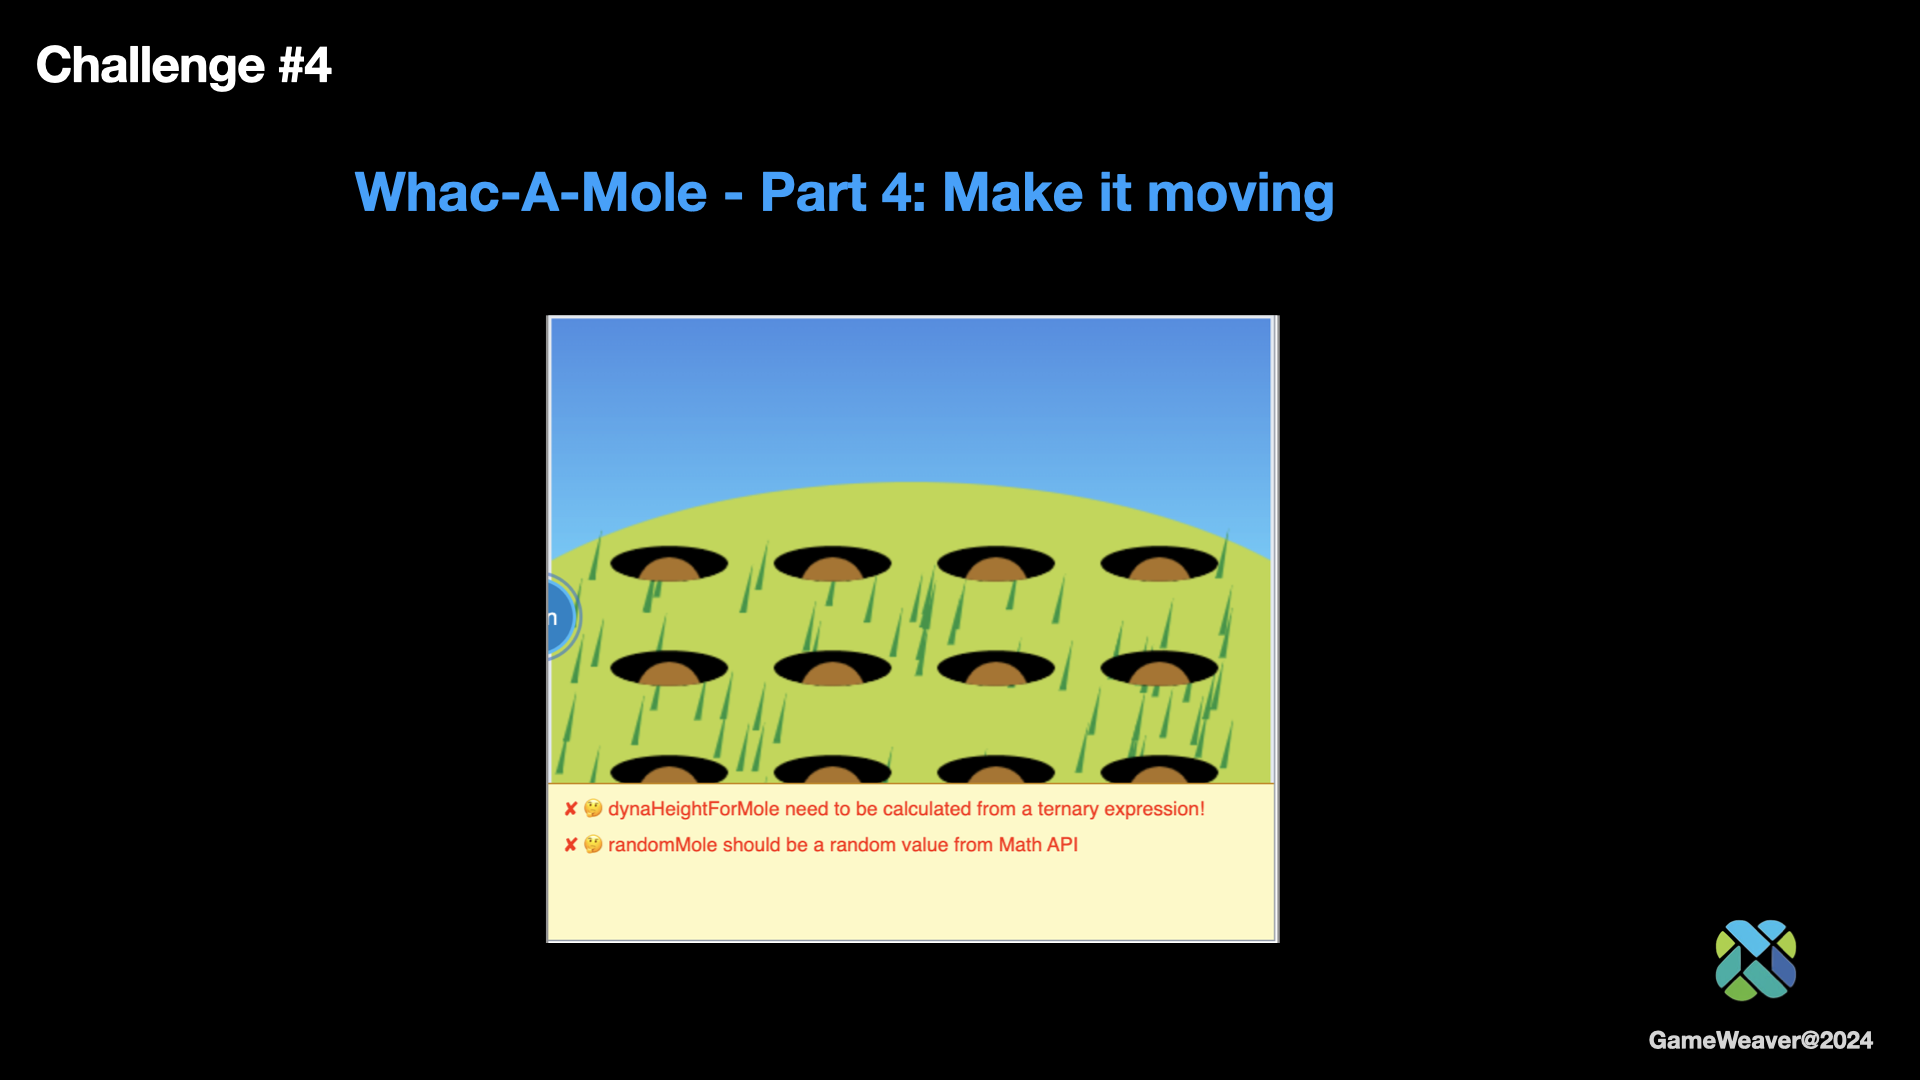 Challenge #4
Whac-A-Mole - Part 4: Make it moving
n
✘ 🤔 dynaHeightForMole need to be calculated from a ternary expression!
✘ 🤔 randomMole should be a random value from Math API
GameWeaver@2024